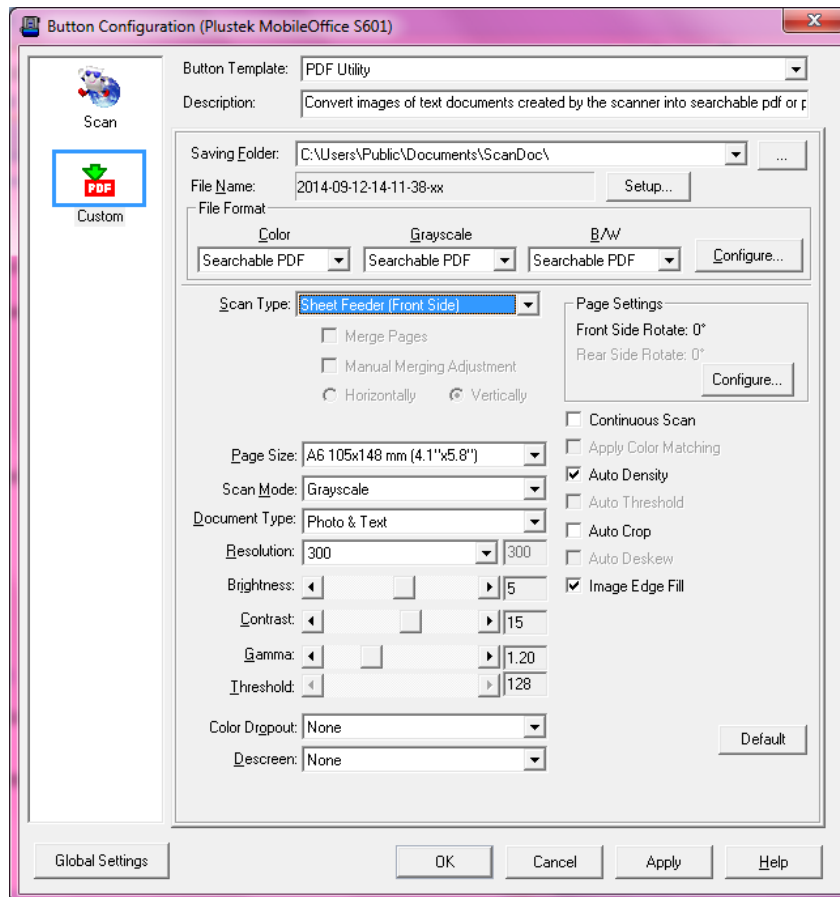 Button Configuration (Plustek MobileOffice S601)
Scan
PDF
Custom
Button Template: PDF Utility
Description: Convert images of text documents created by the scanner into searchable pdf or p
Saving Folder: C:\Users\Public\Documents\ScanDoc\ ...
File Name: 2014-09-12-14-11-38-xx Setup...
File Format
Color Grayscale B/W
Searchable PDF Searchable PDF Searchable PDF Configure...
Scan Type: Sheet Feeder (Front Side)
Merge Pages
Manual Merging Adjustment
Horizontally Vertically
Page Settings
Front Side Rotate: 0°
Rear Side Rotate: 0°
Configure...
Page Size: A6 105x148 mm (4.1"x5.8")
Scan Mode: Grayscale
Document Type: Photo & Text
Resolution: 300 300
Brightness: 5
Contrast: 15
Gamma: 1.20
Threshold: 128
Color Dropout: None
Descreen: None
Continuous Scan
Apply Color Matching
Auto Density
Auto Threshold
Auto Crop
Auto Deskew
Image Edge Fill
Default
Global Settings OK Cancel Apply Help